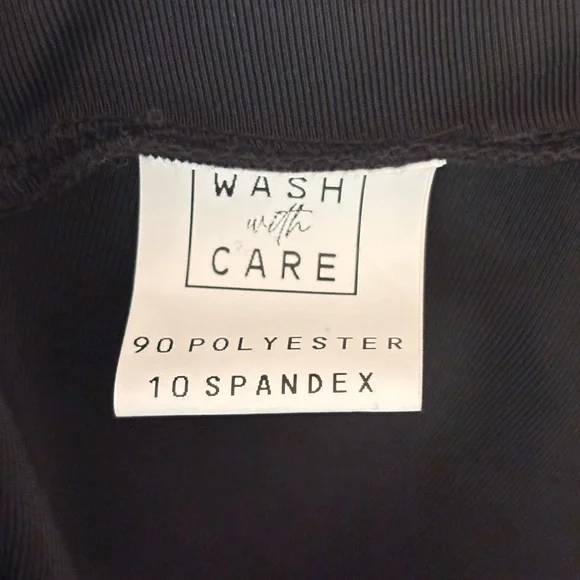 WASH
with
CARE
90 POLYESTER
10 SPANDEX